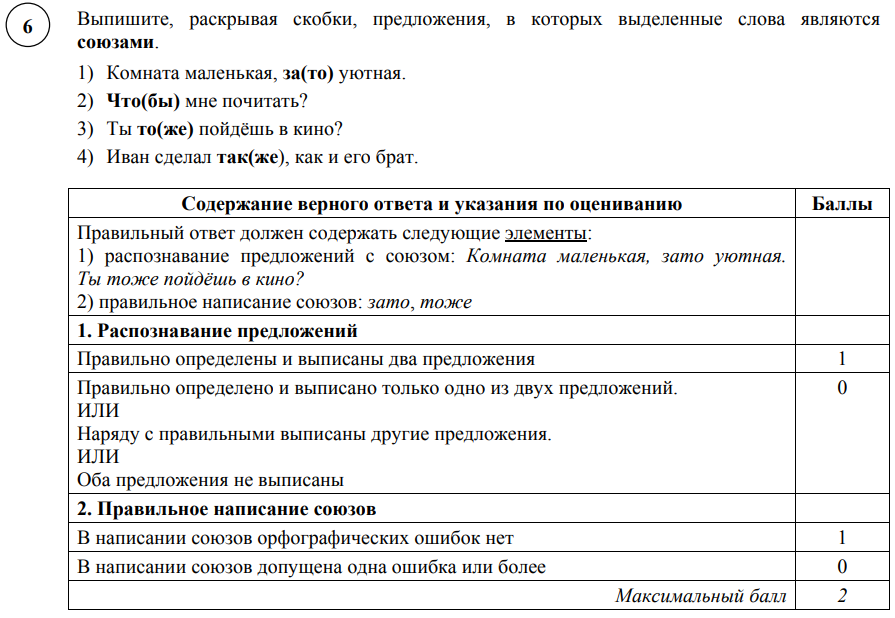 6
Выпишите, раскрывая скобки, предложения, в которых выделенные слова являются
союзами.
1) Комната маленькая, за(то) уютная.
2) Что(бы) мне почитать?
3) Ты то(же) пойдёшь в кино?
4) Иван сделал так(же), как и его брат.
Содержание верного ответа и указания по оцениванию Баллы
Правильный ответ должен содержать следующие элементы:
1) распознавание предложений с союзом: Комната маленькая, зато уютная.
Ты тоже пойдёшь в кино?
2) правильное написание союзов: зато, тоже
1. Распознавание предложений
Правильно определены и выписаны два предложения 1
Правильно определено и выписано только одно из двух предложений. 0
ИЛИ
Наряду с правильными выписаны другие предложения.
ИЛИ
Оба предложения не выписаны
2. Правильное написание союзов
В написании союзов орфографических ошибок нет 1
В написании союзов допущена одна ошибка или более 0
Максимальный балл 2